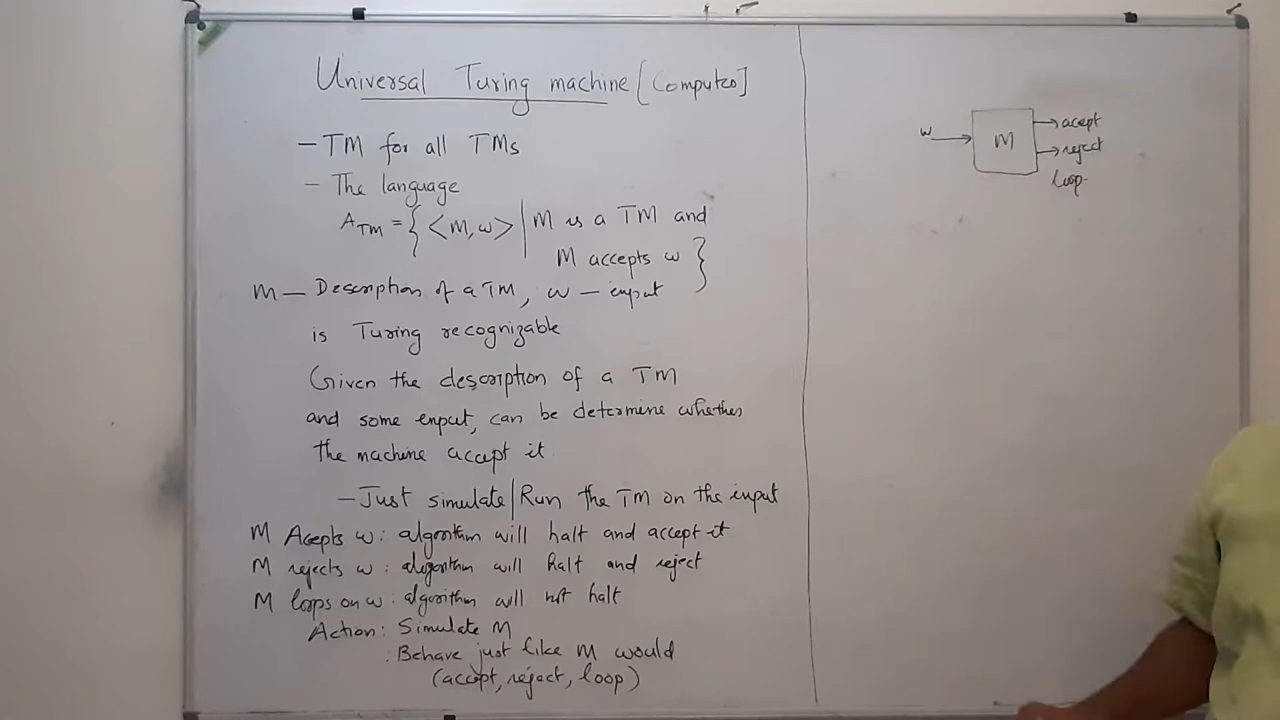 Universal Turing machine [Computer]
- TM for all TMs
- The language
A_TM = { <M, w> | M is a TM and
M accepts w }
M - Description of a TM, w - input
is Turing recognizable
Given the description of a TM
and some enput, can be determine whether
the machine accept it
- Just simulate/Run the TM on the input
M Acepts w : algorithm will halt and accept it
M rejects w : algorithm will halt and reject
M loops on w : algorithm will not halt
Action : Simulate M
: Behave just like M would
(accept, reject, loop)
w → M → acept
→ reject
loop.